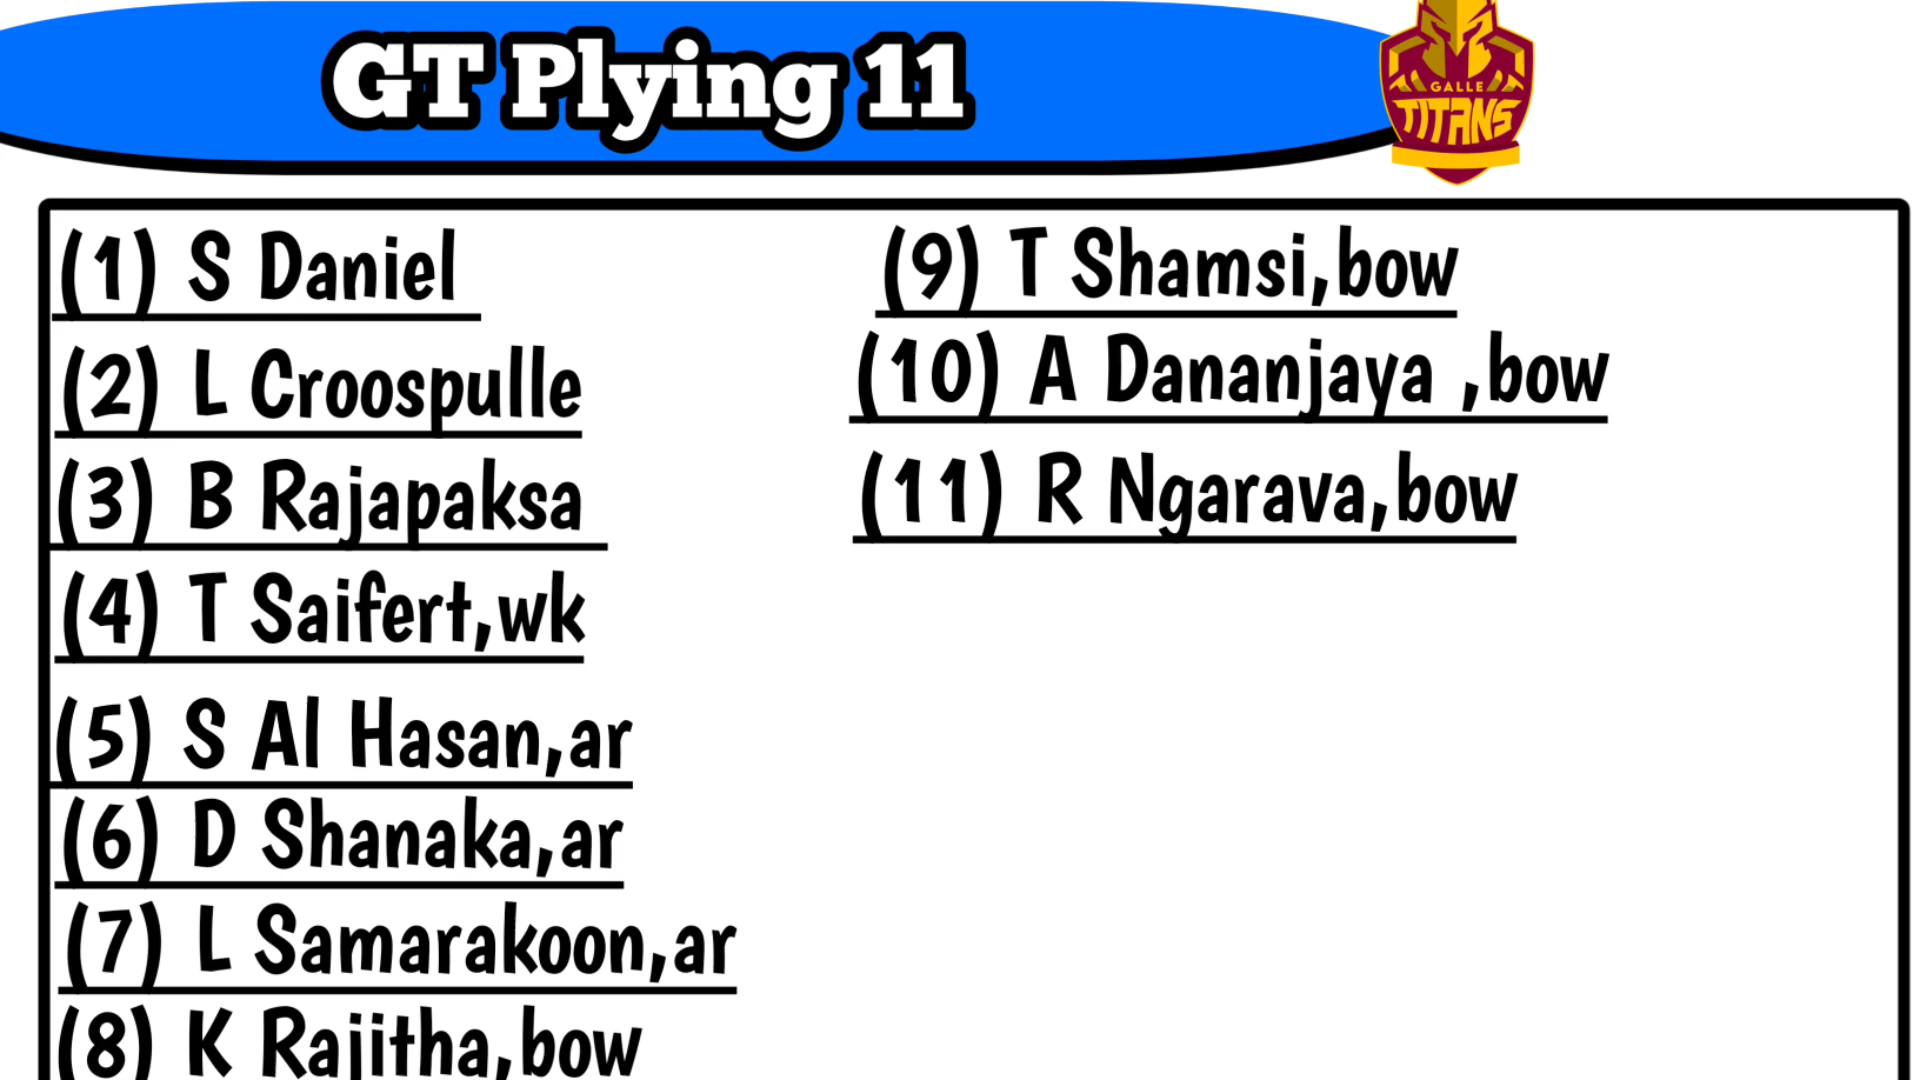 GT Plying 11
GALLE
TITANS
(1) S Daniel
(2) L Croospulle
(3) B Rajapaksa
(4) T Saifert,wk
(5) S Al Hasan,ar
(6) D Shanaka,ar
(7) L Samarakoon,ar
(8) K Rajitha,bow
(9) T Shamsi,bow
(10) A Dananjaya ,bow
(11) R Ngarava,bow